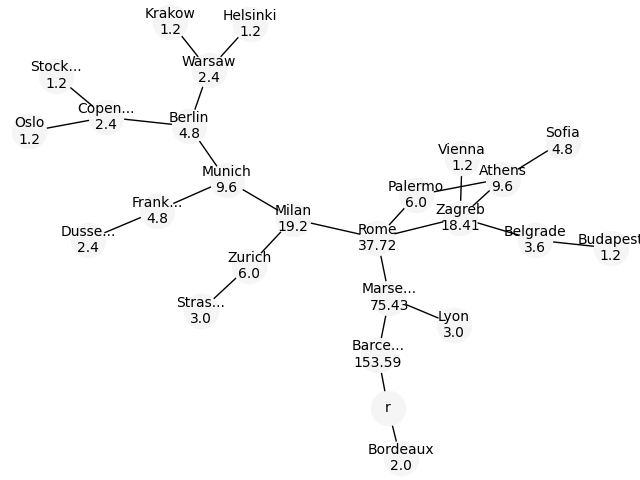 Krakow
1.2
Helsinki
1.2
Warsaw
2.4
Stock...
1.2
Copen...
2.4
Oslo
1.2
Berlin
4.8
Sofia
4.8
Vienna
1.2
Athens
9.6
Munich
9.6
Palermo
6.0
Frank...
4.8
Milan
19.2
Zagreb
18.41
Dusse...
2.4
Rome
37.72
Belgrade
3.6
Budapest
1.2
Zurich
6.0
Marse...
75.43
Stras...
3.0
Lyon
3.0
Barce...
153.59
r
Bordeaux
2.0